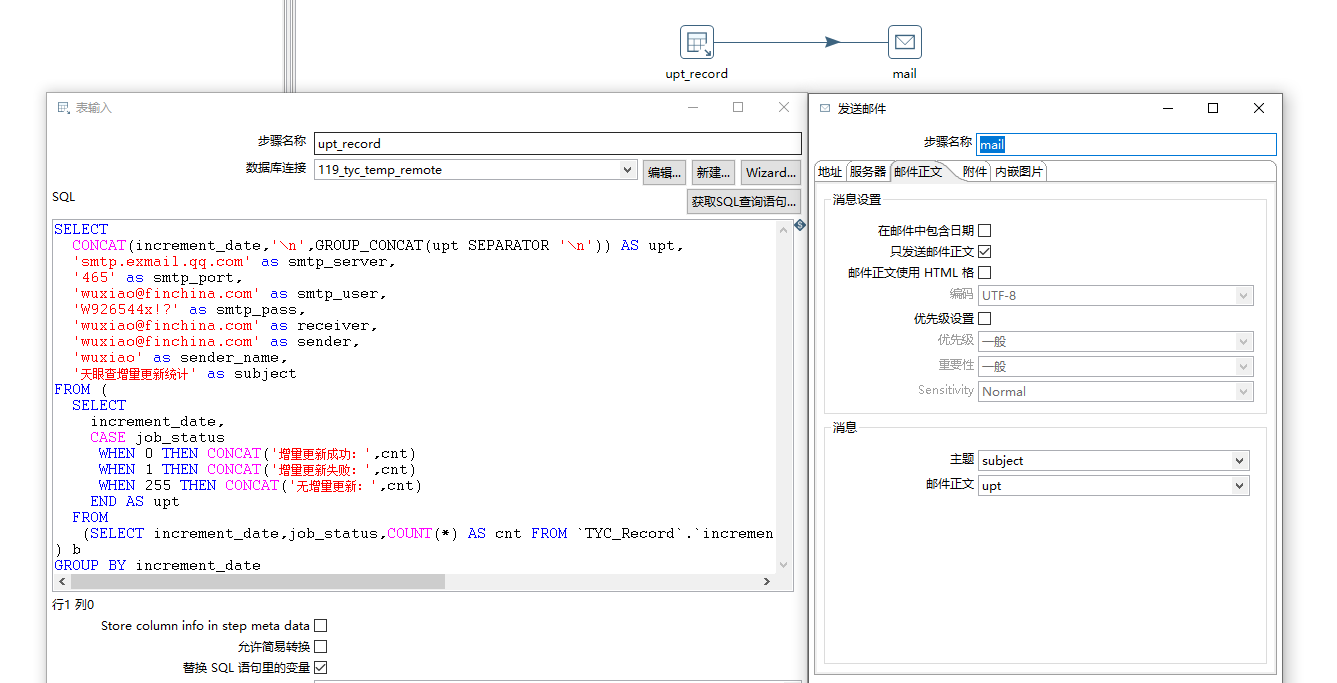 upt_record
mail
表输入
步骤名称 upt_record
数据库连接 119_tyc_temp_remote 编辑... 新建... Wizard...
SQL
获取SQL查询语句...
SELECT
CONCAT(increment_date,'\n',GROUP_CONCAT(upt SEPARATOR '\n')) AS upt,
'smtp.exmail.qq.com' as smtp_server,
'465' as smtp_port,
'wuxiao@finchina.com' as smtp_user,
'W926544x!?' as smtp_pass,
'wuxiao@finchina.com' as receiver,
'wuxiao@finchina.com' as sender,
'wuxiao' as sender_name,
'天眼查增量更新统计' as subject
FROM (
SELECT
increment_date,
CASE job_status
WHEN 0 THEN CONCAT('增量更新成功：',cnt)
WHEN 1 THEN CONCAT('增量更新失败：',cnt)
WHEN 255 THEN CONCAT('无增量更新：',cnt)
END AS upt
FROM
(SELECT increment_date,job_status,COUNT(*) AS cnt FROM `TYC_Record`.`incremen
) b
GROUP BY increment_date
行1 列0
Store column info in step meta data
允许简易转换
替换 SQL 语句里的变量
发送邮件
步骤名称 mail
地址 服务器 邮件正文 附件 内嵌图片
消息设置
在邮件中包含日期
只发送邮件正文
邮件正文使用 HTML 格
编码 UTF-8
优先级设置
优先级 一般
重要性 一般
Sensitivity Normal
消息
主题 subject
邮件正文 upt